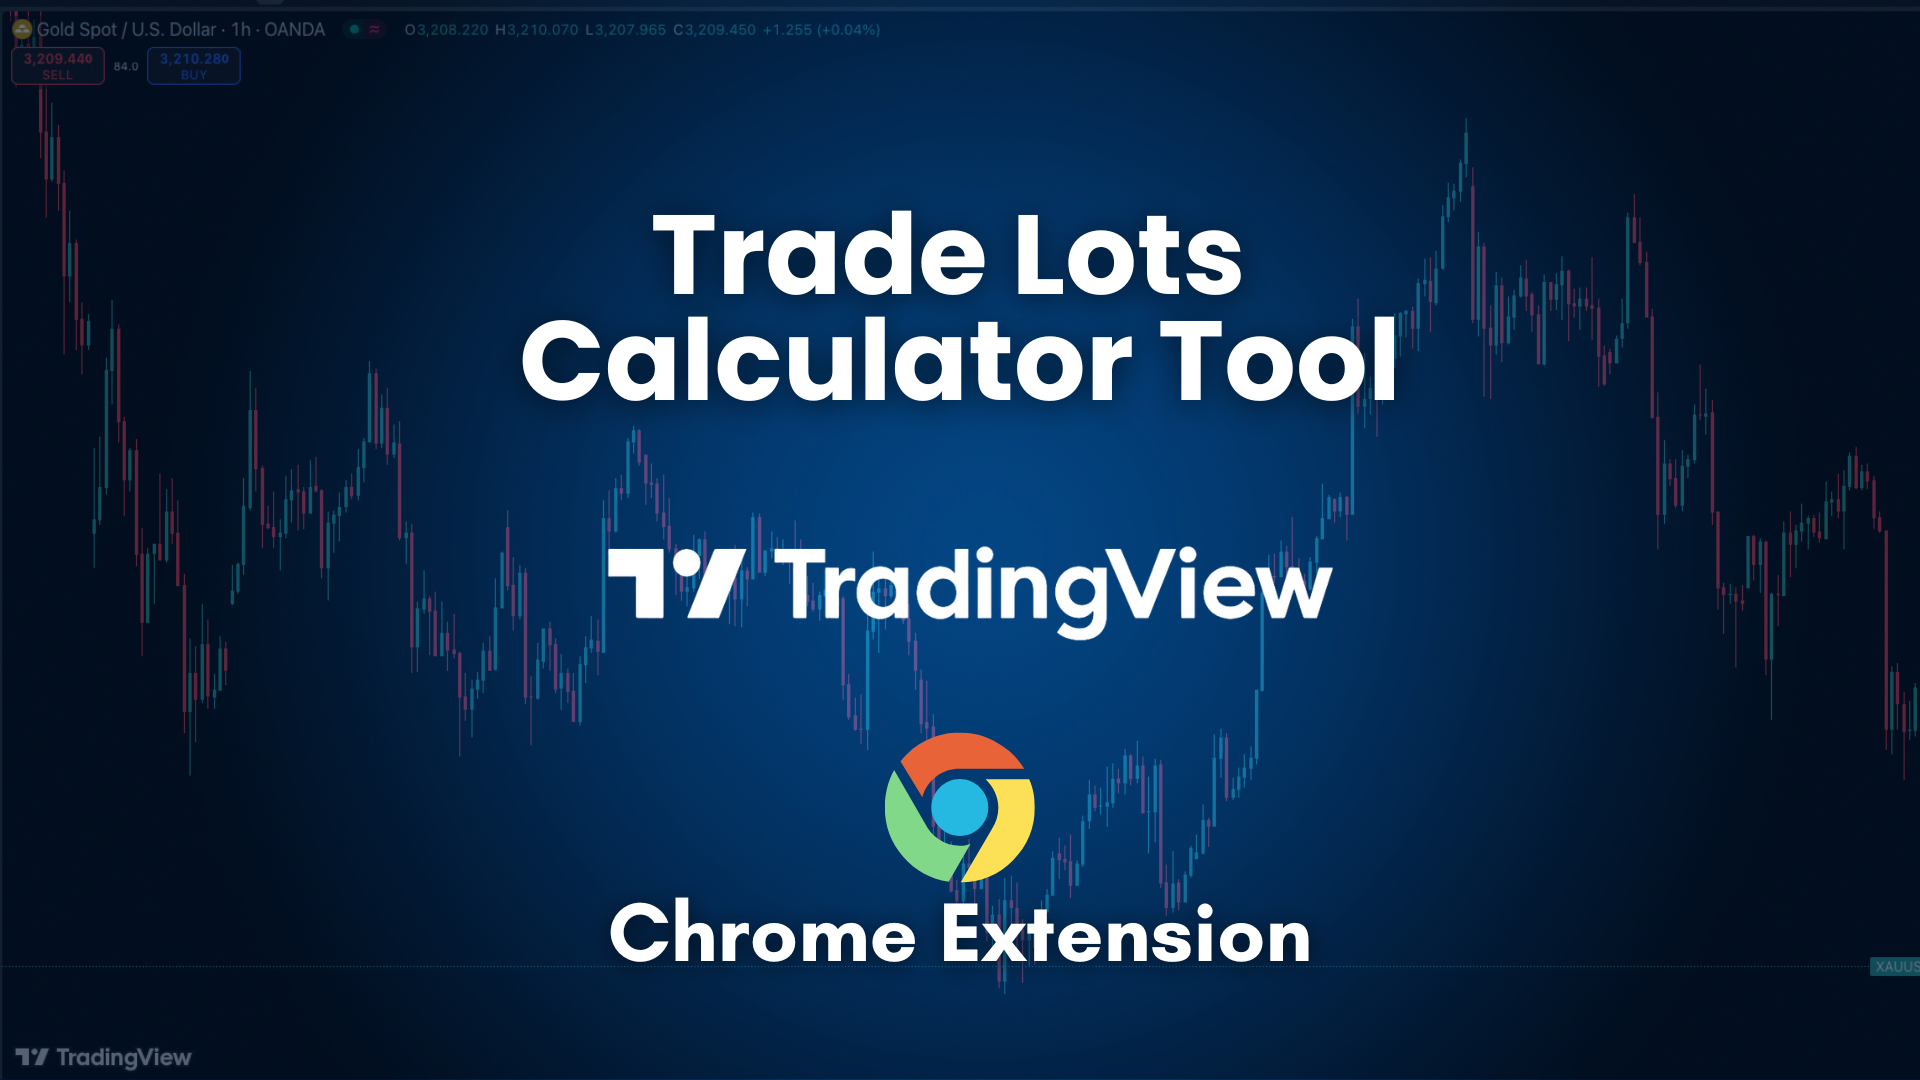 Gold Spot / U.S. Dollar · 1h · OANDA
O3,208.220 H3,210.070 L3,207.965 C3,209.450 +1.255 (+0.04%)
3,209.440
SELL
84.0
3,210.280
BUY
Trade Lots
Calculator Tool
TradingView
Chrome Extension
XAUUS
TradingView